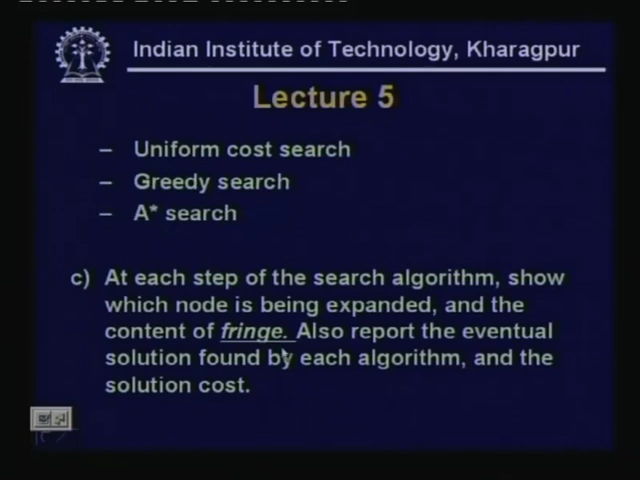 Indian Institute of Technology, Kharagpur
Lecture 5
– Uniform cost search
– Greedy search
– A* search
c) At each step of the search algorithm, show
which node is being expanded, and the
content of fringe. Also report the eventual
solution found by each algorithm, and the
solution cost.